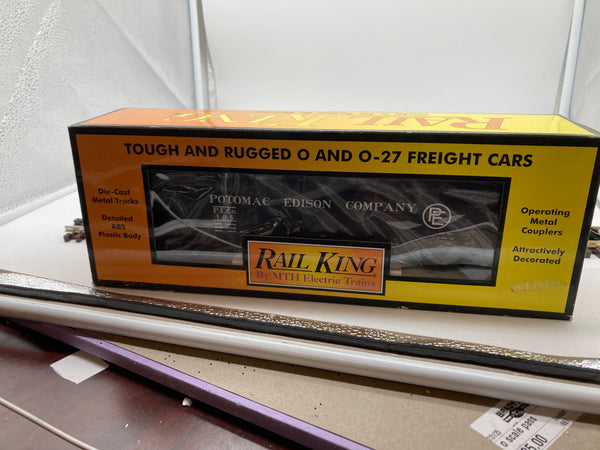 RAIL KING
TOUGH AND RUGGED O AND O-27 FREIGHT CARS
Die-Cast
Metal Trucks
Detailed
ABS
Plastic Body
POTOMAC EDISON COMPANY
PE
RAIL KING
By MTH Electric Trains
Operating
Metal
Couplers
Attractively
Decorated
o scale pass